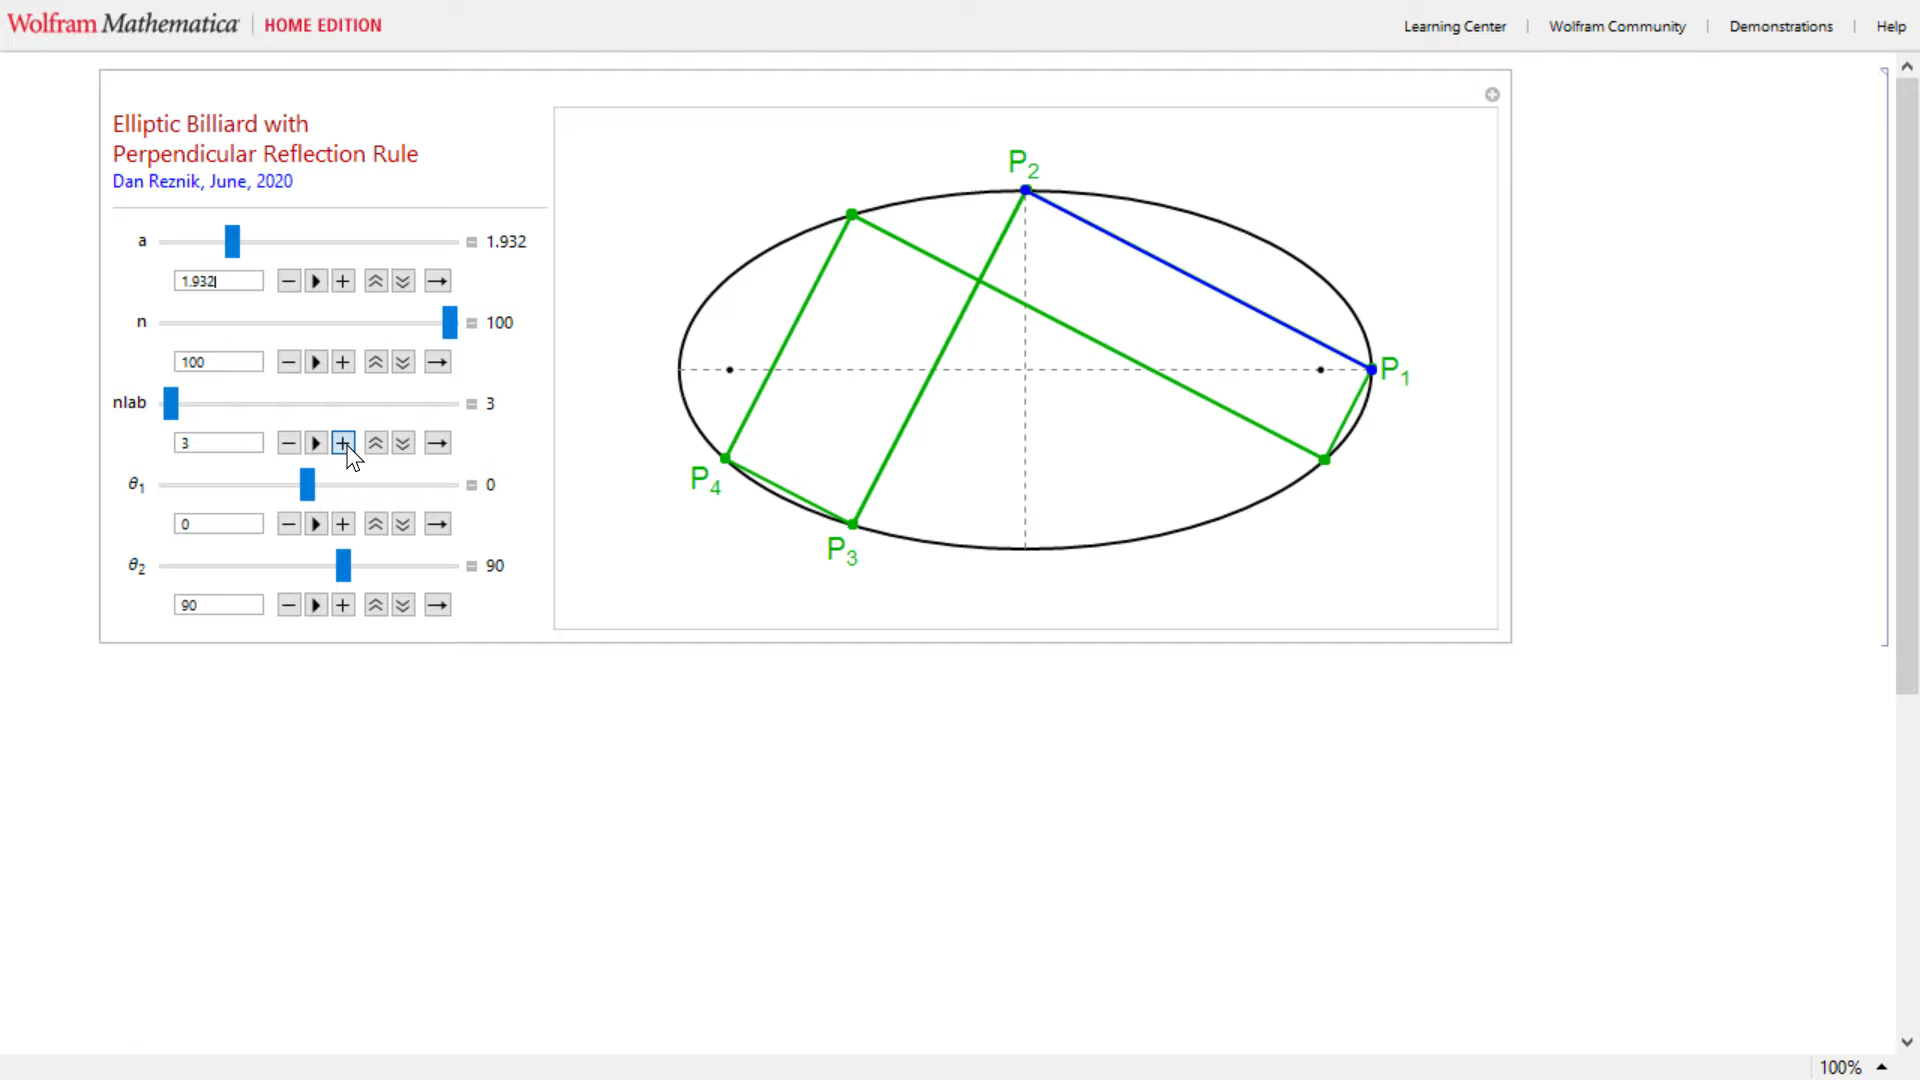 Wolfram Mathematica | HOME EDITION
Learning Center | Wolfram Community | Demonstrations | Help
Elliptic Billiard with
Perpendicular Reflection Rule
Dan Reznik, June, 2020
a 1.932
1.932
n 100
100
nlab 3
3
θ1 0
0
θ2 90
90
P2
P1
P4
P3
100%